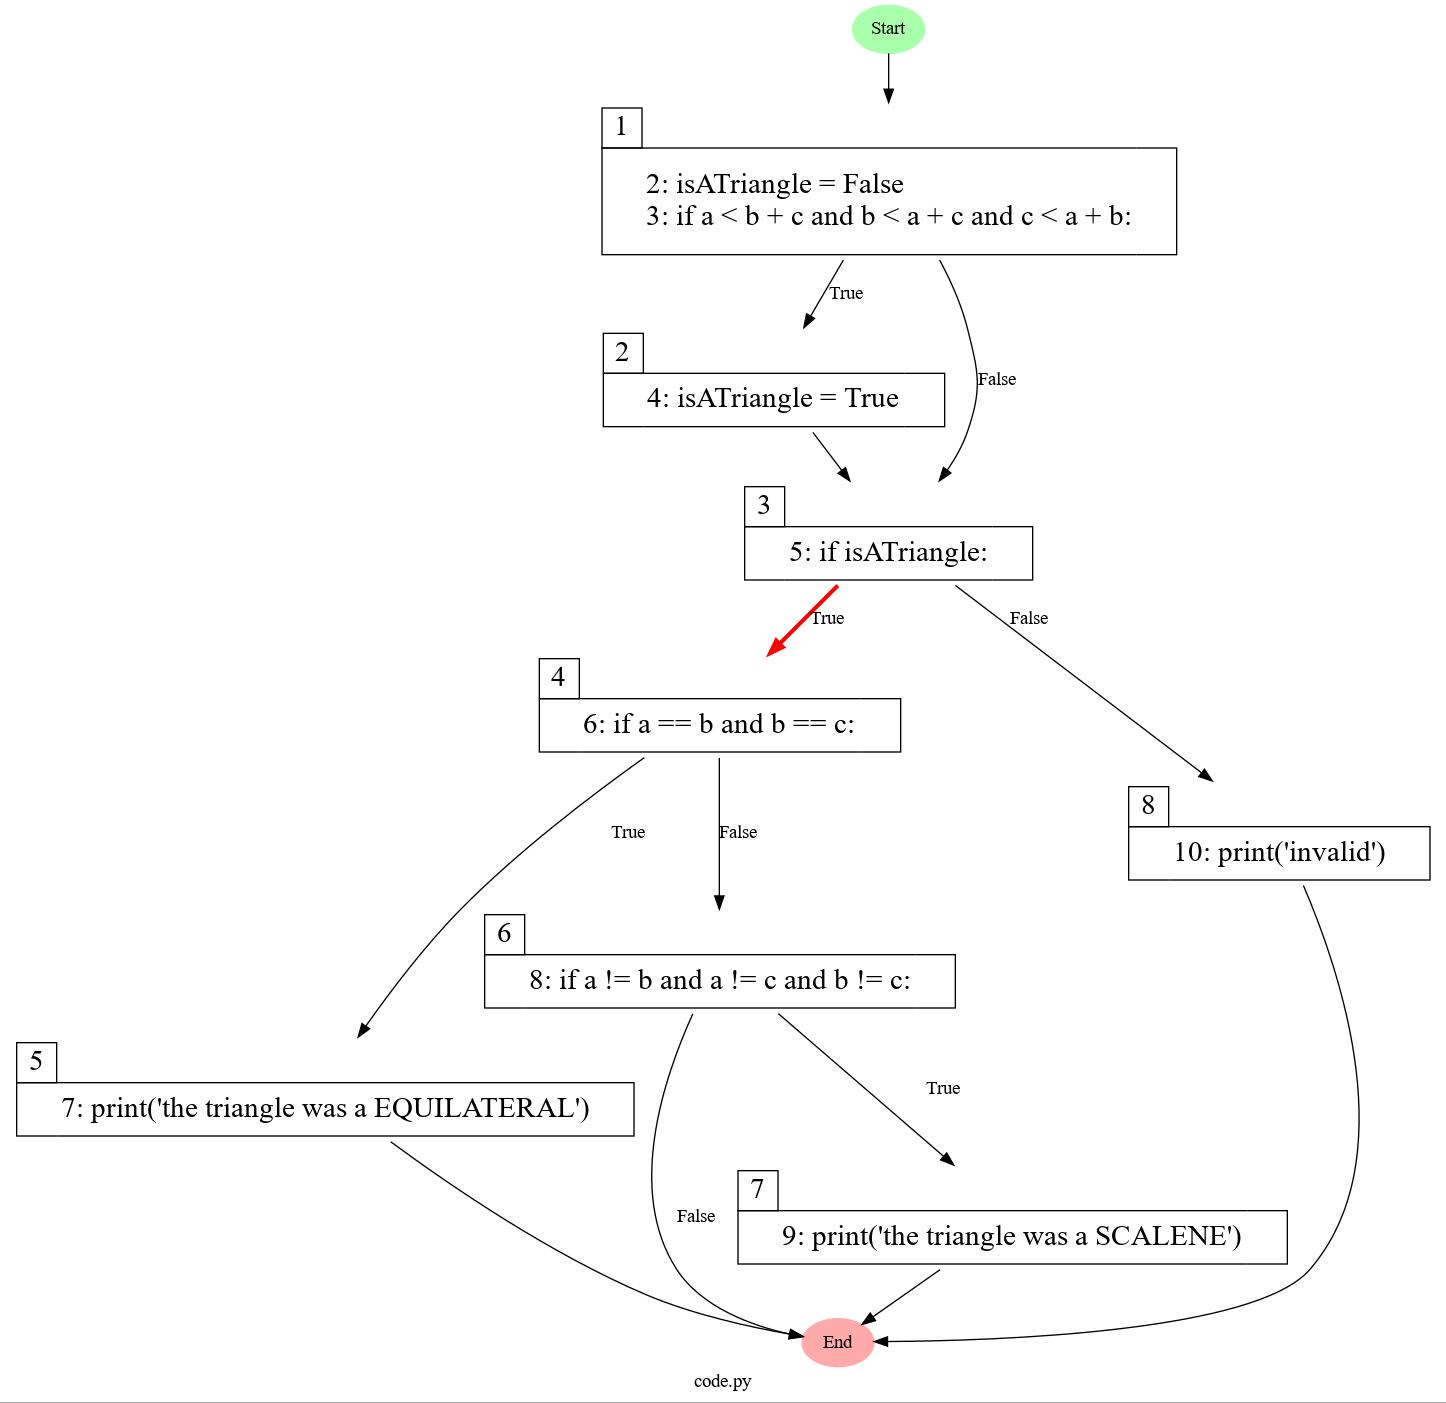 Start
1
2: isATriangle = False
3: if a < b + c and b < a + c and c < a + b:
True
False
2
4: isATriangle = True
3
5: if isATriangle:
True
False
4
6: if a == b and b == c:
True
False
8
10: print('invalid')
6
8: if a != b and a != c and b != c:
5
7: print('the triangle was a EQUILATERAL')
True
False
7
9: print('the triangle was a SCALENE')
End
code.py